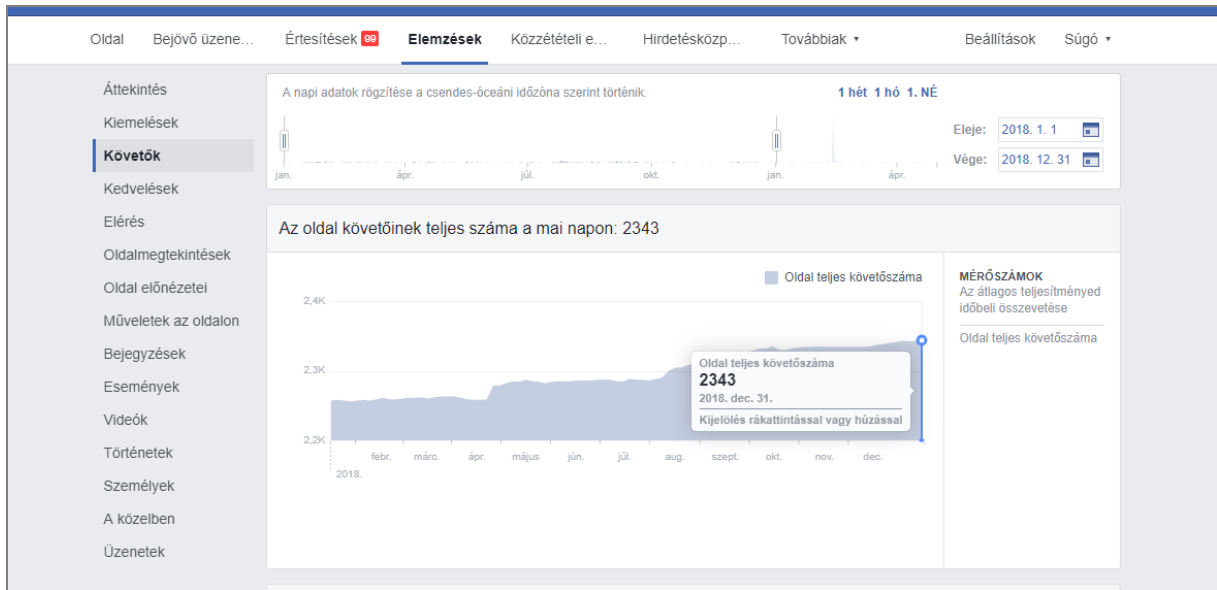 Oldal Bejövő üzene... Értesítések 99 Elemzések Közzétételi e... Hirdetésközp... Továbbiak Beállítások Súgó
Áttekintés
Kiemelések
Követők
Kedvelések
Elérés
Oldalmegtekintések
Oldal előnézetei
Műveletek az oldalon
Bejegyzések
Események
Videók
Történetek
Személyek
A közelben
Üzenetek
A napi adatok rögzítése a csendes-óceáni időzóna szerint történik.
1 hét 1 hó 1. NÉ
Eleje: 2018. 1. 1
Vége: 2018. 12. 31
jan. ápr. júl. okt. jan. ápr.
Az oldal követőinek teljes száma a mai napon: 2343
Oldal teljes követőszáma
2,4K
2,3K
2,2K
Oldal teljes követőszáma
2343
2018. dec. 31.
Kijelölés rákattintással vagy húzással
febr. márc. ápr. május jún. júl. aug. szept. okt. nov. dec.
2018.
MÉRŐSZÁMOK
Az átlagos teljesítményed
időbeli összevetése
Oldal teljes követőszáma